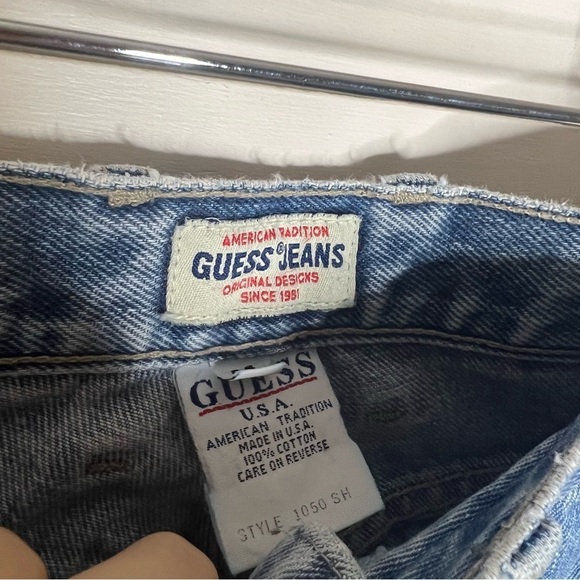 AMERICAN TRADITION
GUESS JEANS
ORIGINAL DESIGNS
SINCE 1981
GUESS
U.S.A.
AMERICAN TRADITION
MADE IN U.S.A.
100% COTTON
CARE ON REVERSE
STYLE 1050 SH